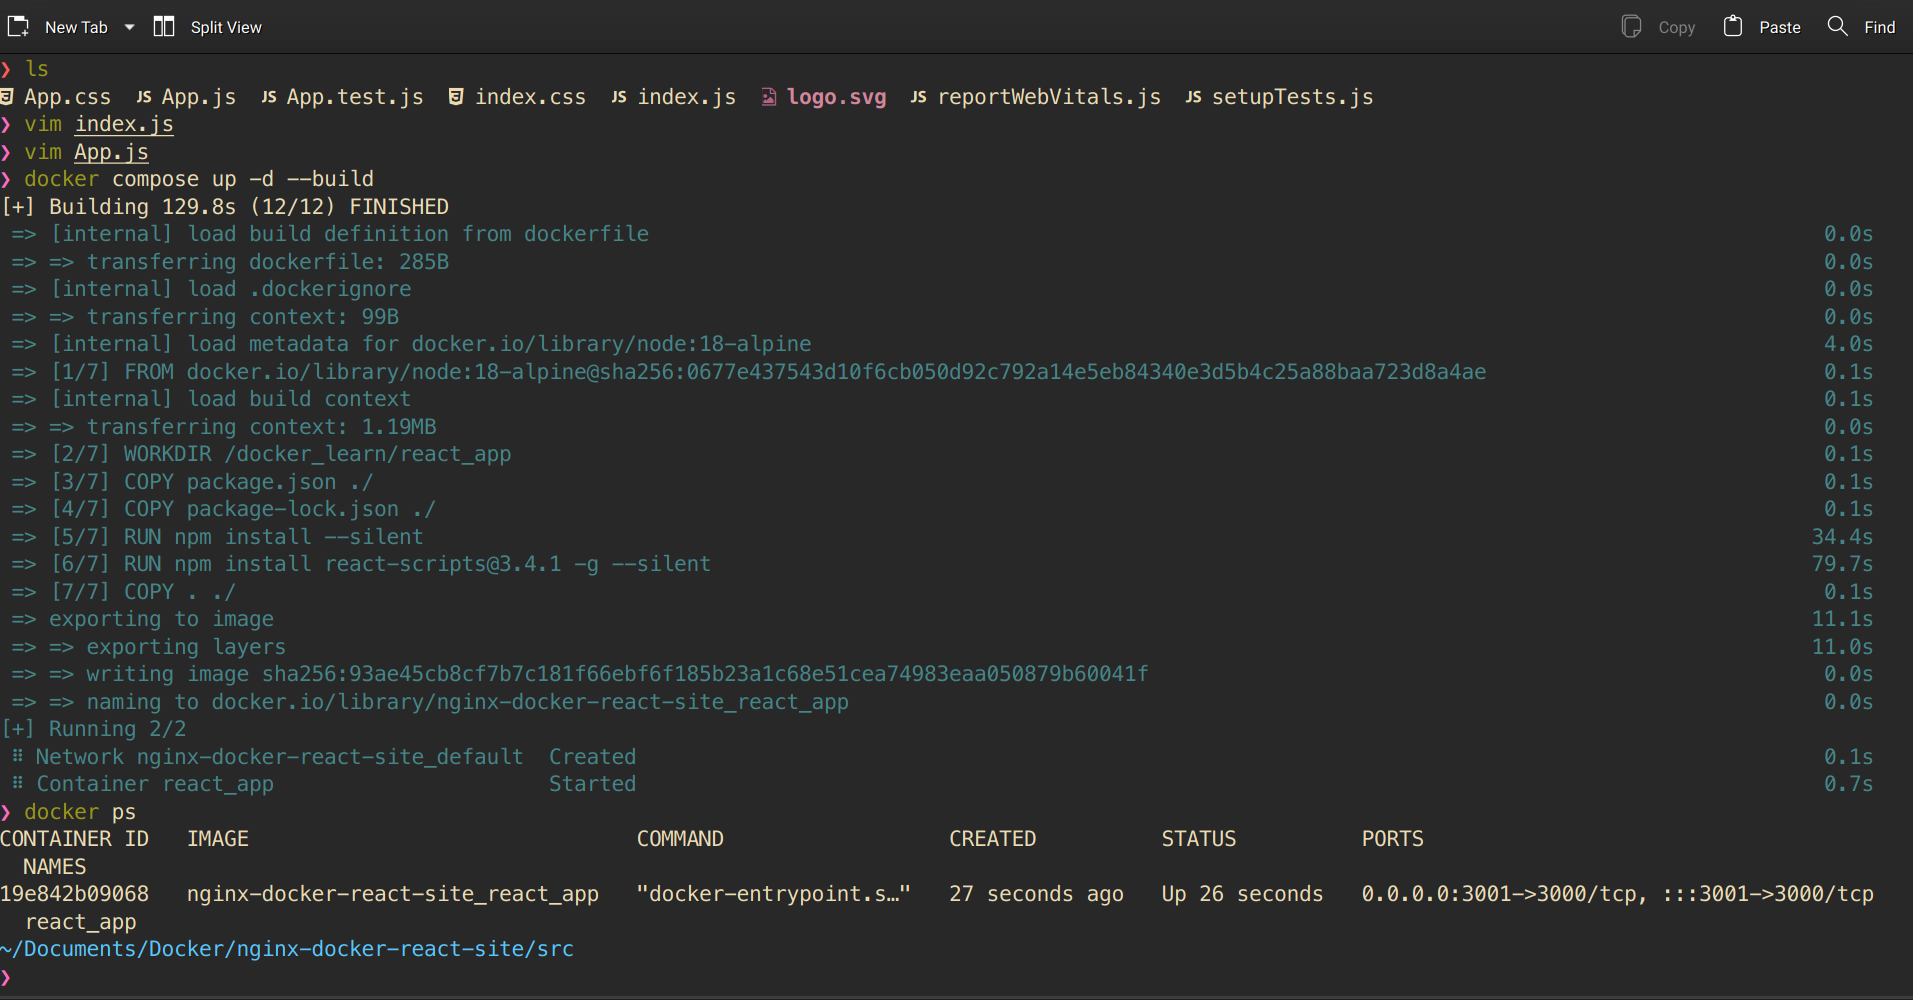 New Tab Split View Copy Paste Find
❯ ls
App.css JS App.js JS App.test.js index.css JS index.js logo.svg JS reportWebVitals.js JS setupTests.js
❯ vim index.js
❯ vim App.js
❯ docker compose up -d --build
[+] Building 129.8s (12/12) FINISHED
=> [internal] load build definition from dockerfile 0.0s
=> => transferring dockerfile: 285B 0.0s
=> [internal] load .dockerignore 0.0s
=> => transferring context: 99B 0.0s
=> [internal] load metadata for docker.io/library/node:18-alpine 4.0s
=> [1/7] FROM docker.io/library/node:18-alpine@sha256:0677e437543d10f6cb050d92c792a14e5eb84340e3d5b4c25a88baa723d8a4ae 0.1s
=> [internal] load build context 0.1s
=> => transferring context: 1.19MB 0.0s
=> [2/7] WORKDIR /docker_learn/react_app 0.1s
=> [3/7] COPY package.json ./ 0.1s
=> [4/7] COPY package-lock.json ./ 0.1s
=> [5/7] RUN npm install --silent 34.4s
=> [6/7] RUN npm install react-scripts@3.4.1 -g --silent 79.7s
=> [7/7] COPY . ./ 0.1s
=> exporting to image 11.1s
=> => exporting layers 11.0s
=> => writing image sha256:93ae45cb8cf7b7c181f66ebf6f185b23a1c68e51cea74983eaa050879b60041f 0.0s
=> => naming to docker.io/library/nginx-docker-react-site_react_app 0.0s
[+] Running 2/2
⠿ Network nginx-docker-react-site_default Created 0.1s
⠿ Container react_app Started 0.7s
❯ docker ps
CONTAINER ID IMAGE COMMAND CREATED STATUS PORTS
NAMES
19e842b09068 nginx-docker-react-site_react_app "docker-entrypoint.s…" 27 seconds ago Up 26 seconds 0.0.0.0:3001->3000/tcp, :::3001->3000/tcp
react_app
~/Documents/Docker/nginx-docker-react-site/src
❯